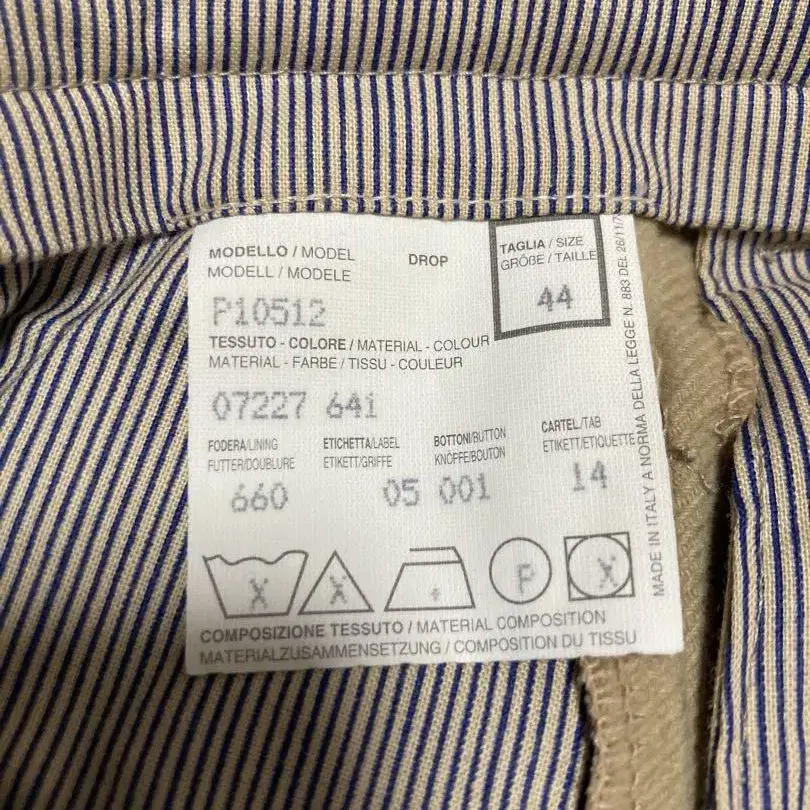 MODELLO / MODEL
MODELL / MODELE
DROP
TAGLIA / SIZE
GRÖBE / TAILLE
44
P10512
TESSUTO - COLORE / MATERIAL - COLOUR
MATERIAL - FARBE / TISSU - COULEUR
07227 641
FODERA/LINING
FUTTER/DOUBLURE
660
ETICHETTA/LABEL
ETIKETT/GRIFFE
05
BOTTONI/BUTTON
KNÖPFE/BOUTON
001
CARTEL./TAB
ETIKETT/ETIQUETTE
14
X
X
P
X
COMPOSIZIONE TESSUTO / MATERIAL COMPOSITION
MATERIALZUSAMMENSETZUNG / COMPOSITION DU TISSU
MADE IN ITALY A NORMA DELLA LEGGE N. 883 DEL 26/11/7